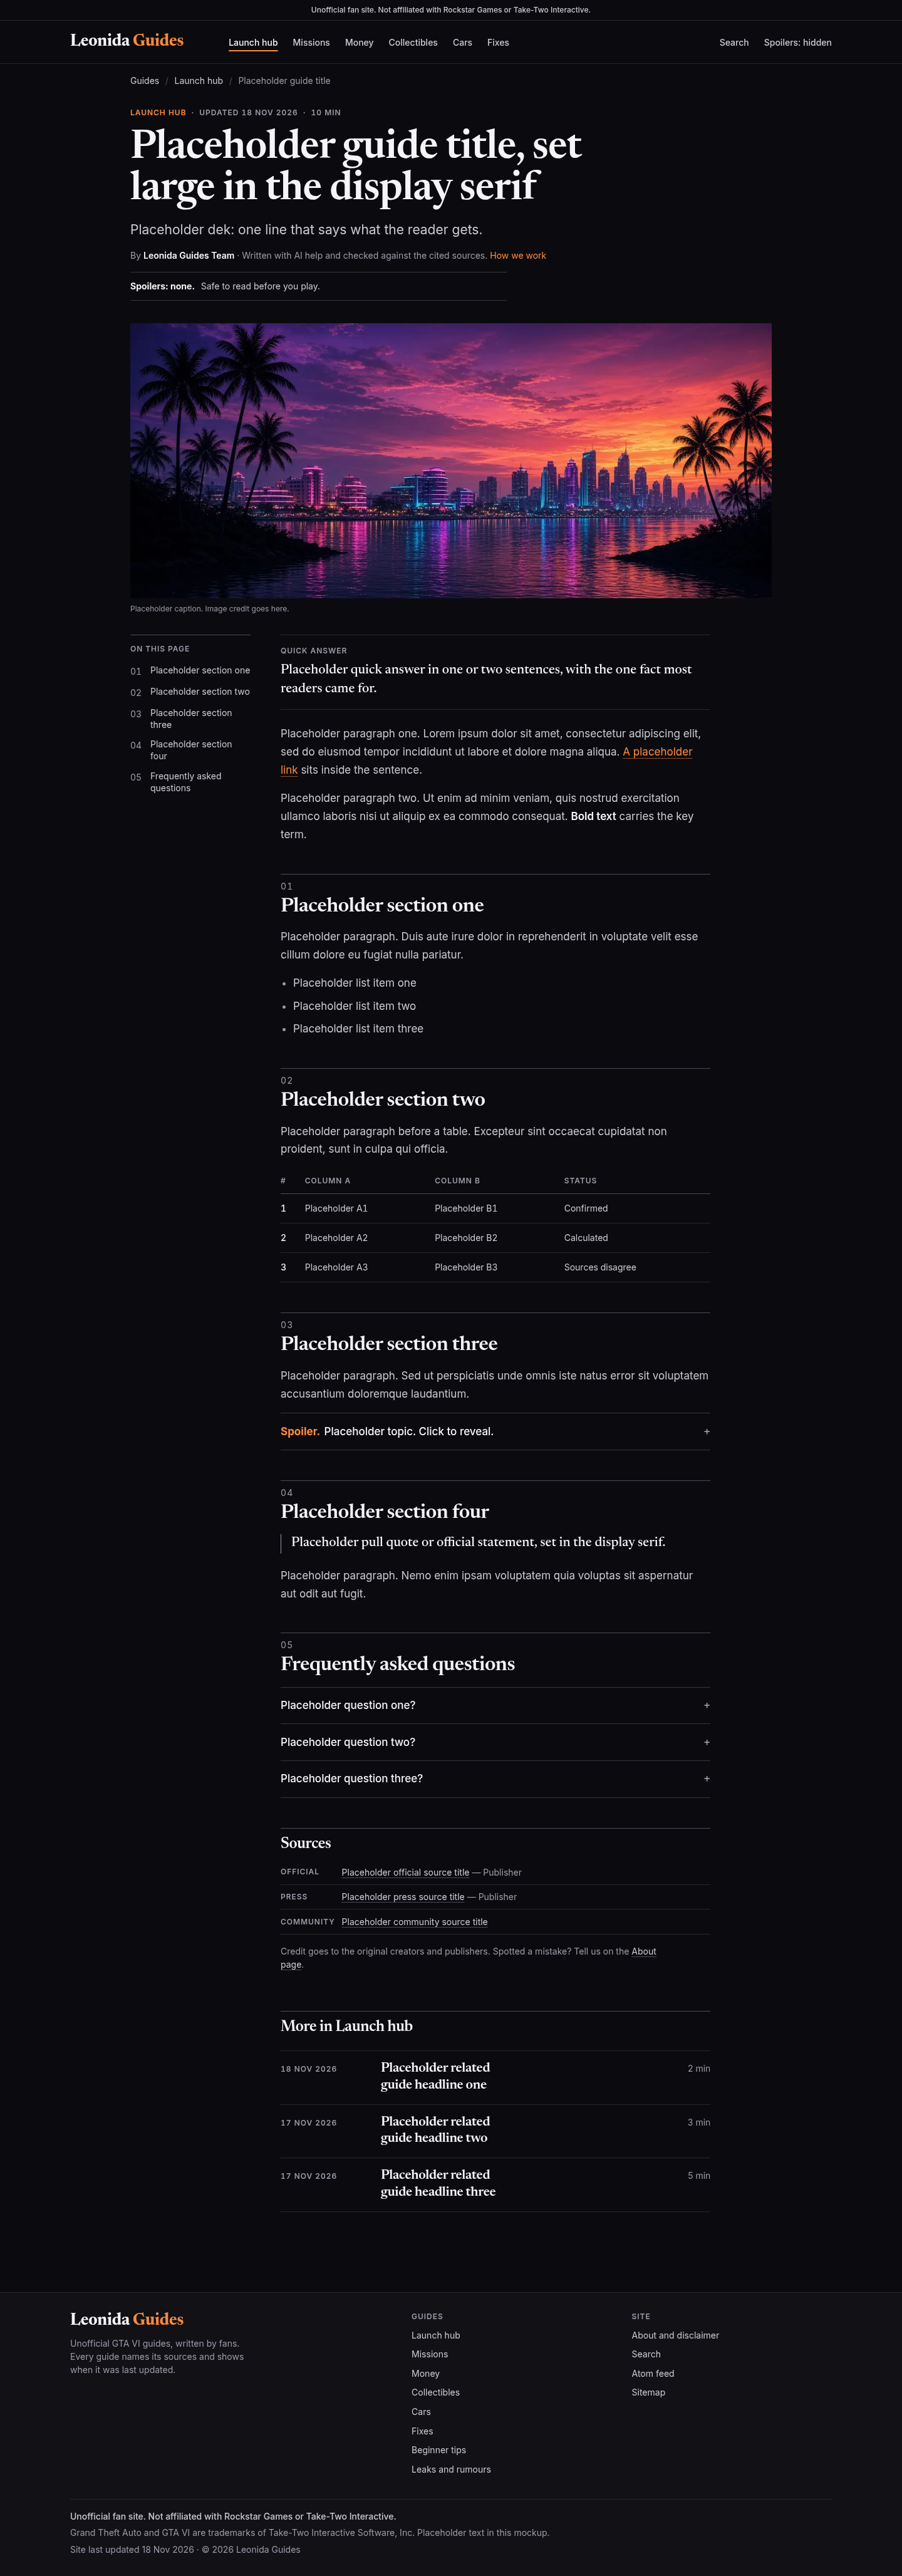 Unofficial fan site. Not affiliated with Rockstar Games or Take-Two Interactive.
Leonida Guides Launch hub Missions Money Collectibles Cars Fixes Search Spoilers: hidden
Guides / Launch hub / Placeholder guide title
LAUNCH HUB · UPDATED 18 NOV 2026 · 10 MIN
Placeholder guide title, set
large in the display serif
Placeholder dek: one line that says what the reader gets.
By Leonida Guides Team · Written with AI help and checked against the cited sources. How we work
Spoilers: none. Safe to read before you play.
Placeholder caption. Image credit goes here.
ON THIS PAGE
01 Placeholder section one
02 Placeholder section two
03 Placeholder section
three
04 Placeholder section
four
05 Frequently asked
questions
QUICK ANSWER
Placeholder quick answer in one or two sentences, with the one fact most
readers came for.
Placeholder paragraph one. Lorem ipsum dolor sit amet, consectetur adipiscing elit,
sed do eiusmod tempor incididunt ut labore et dolore magna aliqua. A placeholder
link sits inside the sentence.
Placeholder paragraph two. Ut enim ad minim veniam, quis nostrud exercitation
ullamco laboris nisi ut aliquip ex ea commodo consequat. Bold text carries the key
term.
01
Placeholder section one
Placeholder paragraph. Duis aute irure dolor in reprehenderit in voluptate velit esse
cillum dolore eu fugiat nulla pariatur.
• Placeholder list item one
• Placeholder list item two
• Placeholder list item three
02
Placeholder section two
Placeholder paragraph before a table. Excepteur sint occaecat cupidatat non
proident, sunt in culpa qui officia.
# COLUMN A COLUMN B STATUS
1 Placeholder A1 Placeholder B1 Confirmed
2 Placeholder A2 Placeholder B2 Calculated
3 Placeholder A3 Placeholder B3 Sources disagree
03
Placeholder section three
Placeholder paragraph. Sed ut perspiciatis unde omnis iste natus error sit voluptatem
accusantium doloremque laudantium.
Spoiler. Placeholder topic. Click to reveal. +
04
Placeholder section four
Placeholder pull quote or official statement, set in the display serif.
Placeholder paragraph. Nemo enim ipsam voluptatem quia voluptas sit aspernatur
aut odit aut fugit.
05
Frequently asked questions
Placeholder question one? +
Placeholder question two? +
Placeholder question three? +
Sources
OFFICIAL Placeholder official source title — Publisher
PRESS Placeholder press source title — Publisher
COMMUNITY Placeholder community source title
Credit goes to the original creators and publishers. Spotted a mistake? Tell us on the About
page.
More in Launch hub
18 NOV 2026 Placeholder related
guide headline one 2 min
17 NOV 2026 Placeholder related
guide headline two 3 min
17 NOV 2026 Placeholder related
guide headline three 5 min
Leonida Guides
Unofficial GTA VI guides, written by fans.
Every guide names its sources and shows
when it was last updated.
GUIDES
Launch hub
Missions
Money
Collectibles
Cars
Fixes
Beginner tips
Leaks and rumours
SITE
About and disclaimer
Search
Atom feed
Sitemap
Unofficial fan site. Not affiliated with Rockstar Games or Take-Two Interactive.
Grand Theft Auto and GTA VI are trademarks of Take-Two Interactive Software, Inc. Placeholder text in this mockup.
Site last updated 18 Nov 2026 · © 2026 Leonida Guides